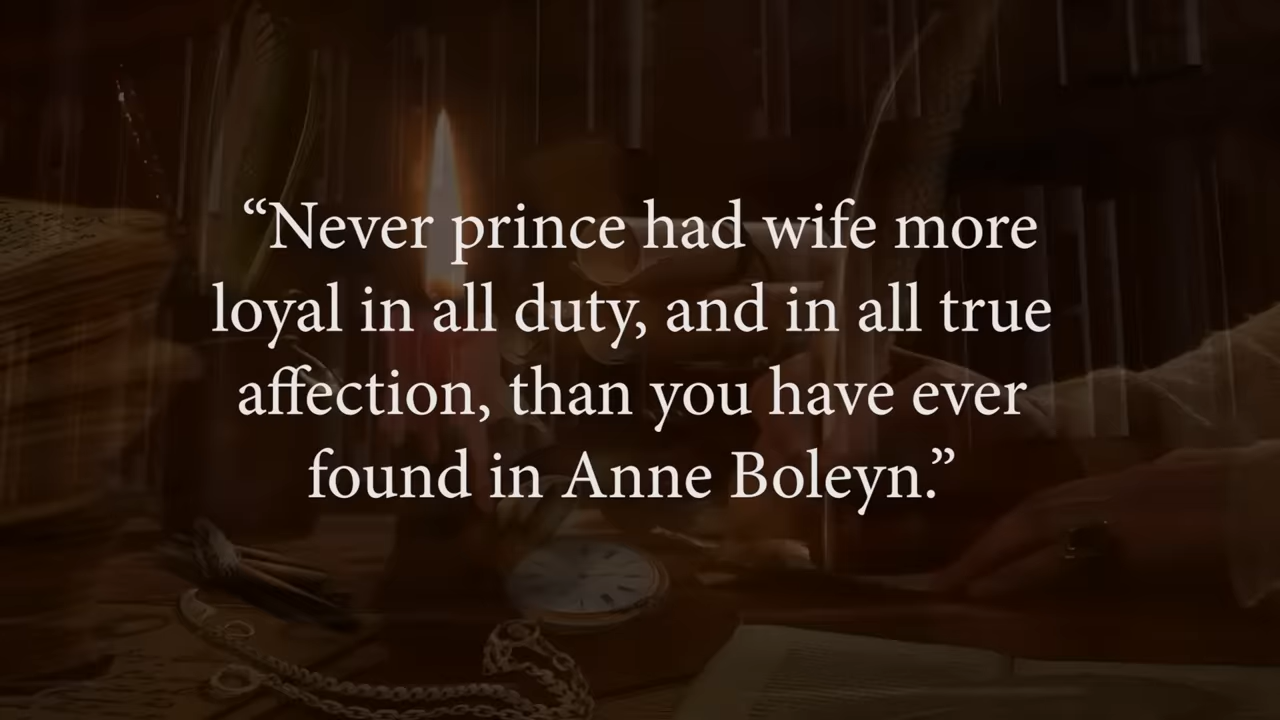 “Never prince had wife more
loyal in all duty, and in all true
affection, than you have ever
found in Anne Boleyn.”